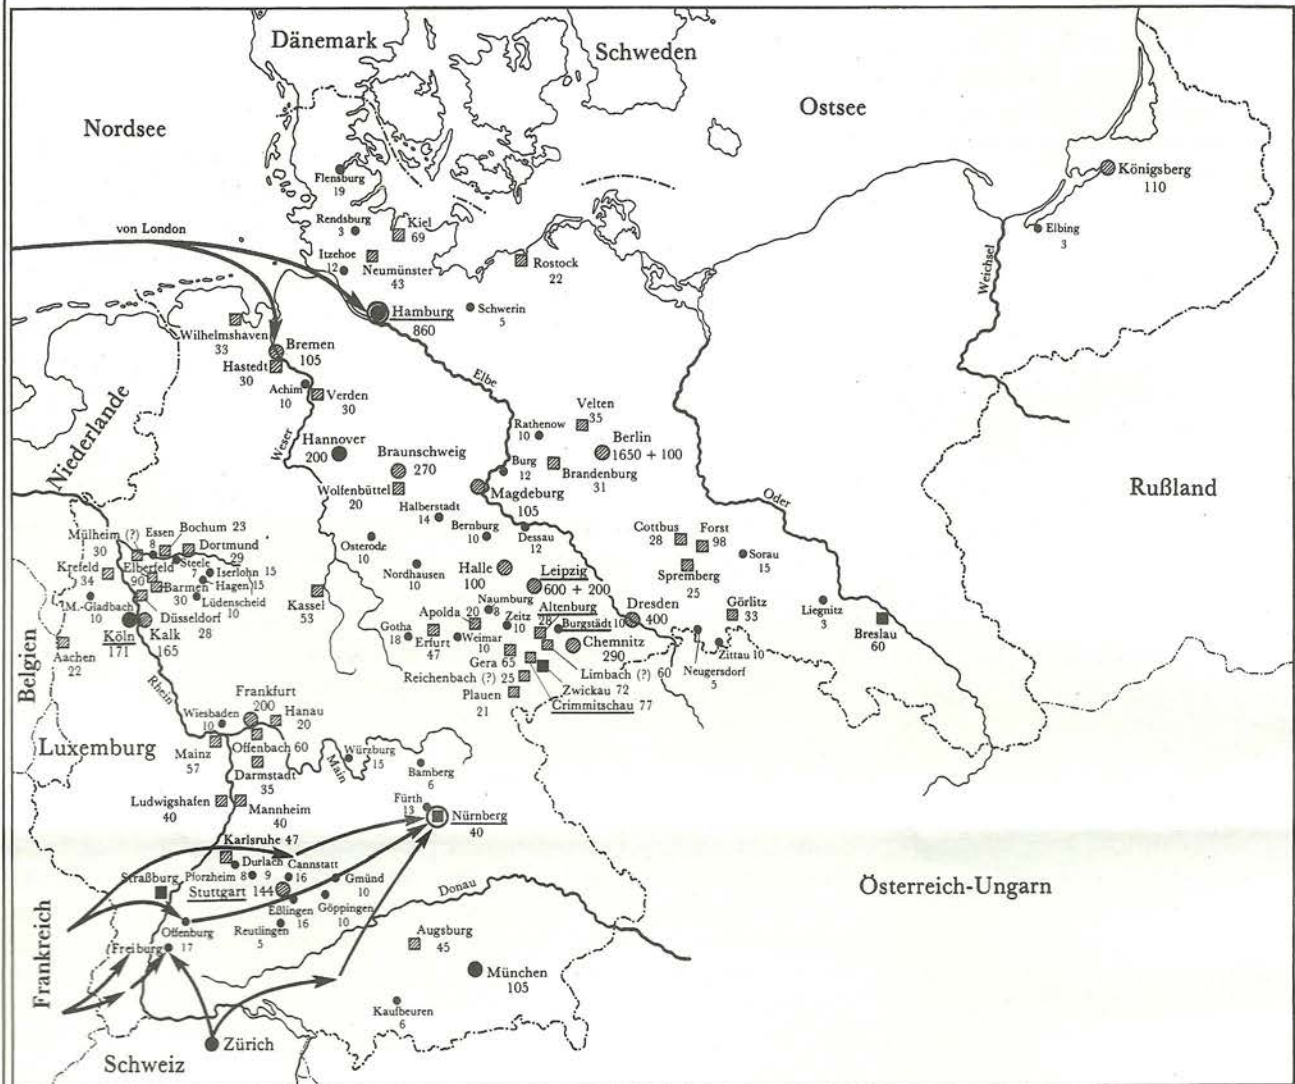 Dänemark
Schweden
Ostsee
Nordsee
Flensburg
19
Königsberg
110
Rendsburg
3
Kiel
69
Elbing
3
von London
Itzehoe
12
Neumünster
43
Rostock
22
Weichsel
Hamburg
860
Schwerin
5
Wilhelmshaven
33
Bremen
105
Hastedt
30
Elbe
Achim
10
Verden
30
Niederlande
Weser
Velten
35
Rathenow
10
Hannover
200
Braunschweig
270
Berlin
1650 + 100
Burg
12
Brandenburg
31
Wolfenbüttel
20
Magdeburg
105
Oder
Rußland
Halberstadt
14
Bernburg
10
Dessau
12
Osterode
10
Cottbus
28
Forst
98
Sorau
15
Spremberg
25
Mülheim (?)
30
Essen
8
Bochum 23
Dortmund
29
Steele
7
Elberfeld
90
Krefeld
34
Iserlohn 15
Hagen) 15
Barmen
30
Lüdenscheid
10
M.-Gladbach
10
Düsseldorf
28
Köln
171
Kalk
165
Aachen
22
Belgien
Rhein
Kassel
53
Nordhausen
10
Halle
100
Leipzig
600 + 200
Naumburg
8
Apolda 20
Zeitz
10
Altenburg
28
Burgstädt 10
Dresden
400
Görlitz
33
Liegnitz
3
Breslau
60
Gotha
18
Erfurt
47
Weimar
10
Chemnitz
290
Gera 65
Limbach (?) 60
Neugersdorf
5
Zittau 10
Reichenbach (?) 25
Zwickau 72
Crimmitschau 77
Plauen
21
Frankfurt
200
Hanau
20
Wiesbaden
10
Offenbach 60
Mainz
57
Luxemburg
Darmstadt
35
Main
Würzburg
15
Bamberg
6
Ludwigshafen
40
Mannheim
40
Fürth
13
Nürnberg
40
Karlsruhe 47
Durlach
9
Pforzheim
8
Cannstatt
16
Gmünd
10
Straßburg
Stuttgart 144
Eßlingen
16
Göppingen
10
Reutlingen
5
Donau
Österreich-Ungarn
Offenburg
17
Freiburg
Frankreich
Augsburg
45
München
105
Kaufbeuren
6
Zürich
Schweiz